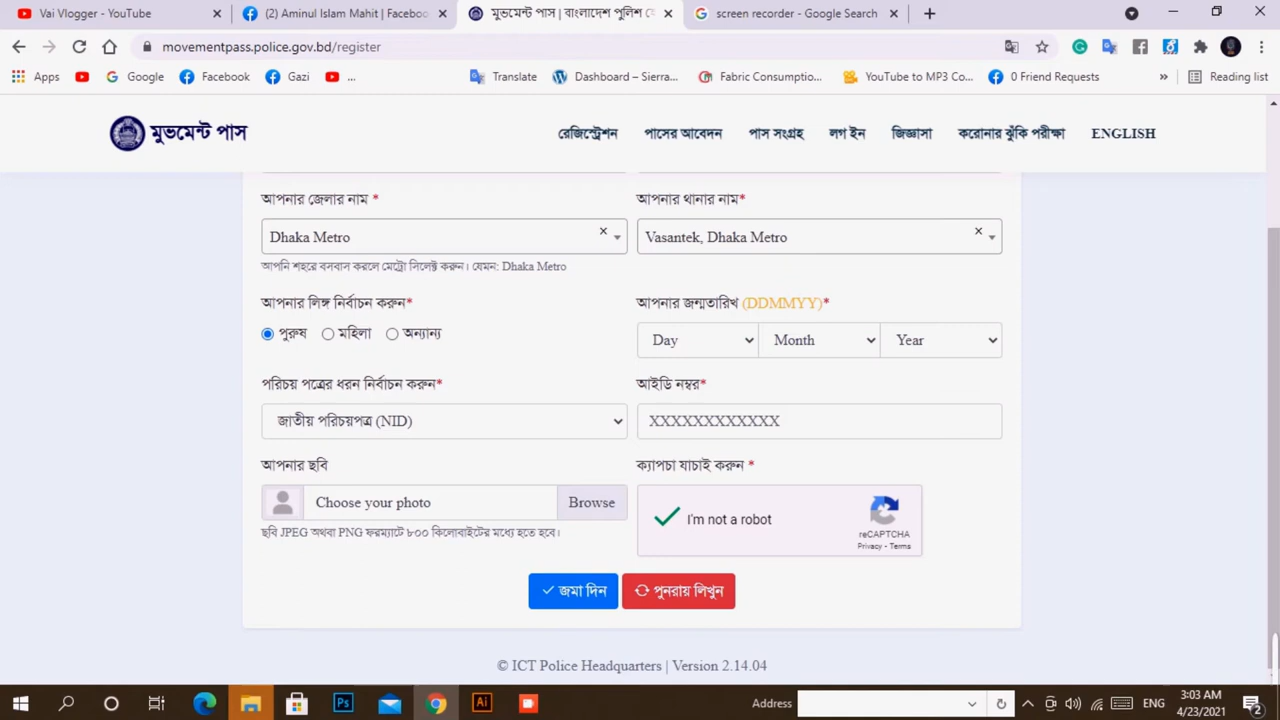 Vai Vlogger - YouTube
(2) Aminul Islam Mahit | Faceboo
মুভমেন্ট পাস | বাংলাদেশ পুলিশ হে
screen recorder - Google Search
movementpass.police.gov.bd/register
Apps
Google
Facebook
Gazi
...
Translate
Dashboard – Sierra...
Fabric Consumptio...
YouTube to MP3 Co...
0 Friend Requests
»
Reading list
মুভমেন্ট পাস
রেজিস্ট্রেশন
পাসের আবেদন
পাস সংগ্রহ
লগ ইন
জিজ্ঞাসা
করোনার ঝুঁকি পরীক্ষা
ENGLISH
আপনার জেলার নাম *
আপনার থানার নাম*
Dhaka Metro
Vasantek, Dhaka Metro
আপনি শহরে বসবাস করলে মেট্রো সিলেক্ট করুন। যেমন: Dhaka Metro
আপনার লিঙ্গ নির্বাচন করুন*
আপনার জন্মতারিখ (DDMMYY)*
পুরুষ
মহিলা
অন্যান্য
Day
Month
Year
পরিচয় পত্রের ধরন নির্বাচন করুন*
আইডি নম্বর*
জাতীয় পরিচয়পত্র (NID)
XXXXXXXXXXXX
আপনার ছবি
ক্যাপচা যাচাই করুন *
Choose your photo
Browse
I'm not a robot
reCAPTCHA
Privacy - Terms
ছবি JPEG অথবা PNG ফরম্যাটে ৮০০ কিলোবাইটের মধ্যে হতে হবে।
জমা দিন
পুনরায় লিখুন
© ICT Police Headquarters | Version 2.14.04
Ps
Ai
Address
ENG
3:03 AM
4/23/2021
2